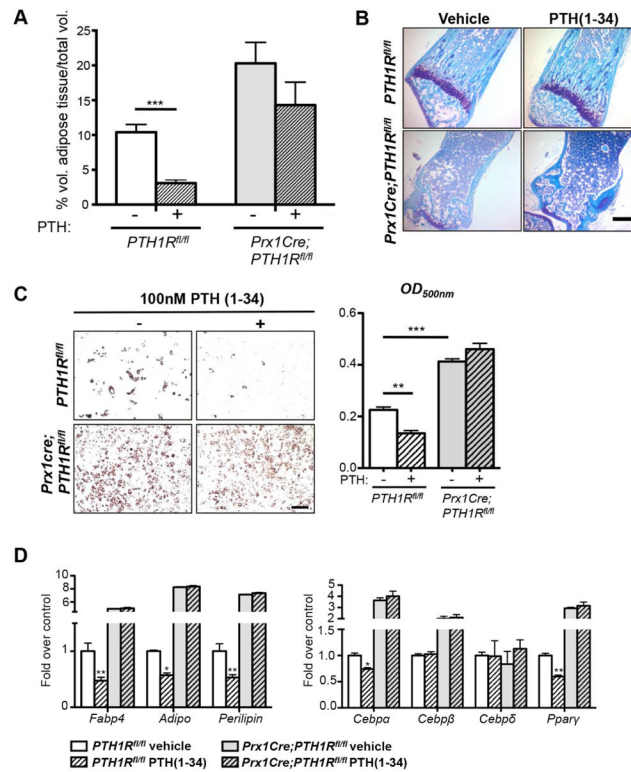 A
% vol. adipose tissue/total vol.
25
20
15
10
5
0
***
PTH: - + - +
PTH1R^fl/fl
Prx1Cre;
PTH1R^fl/fl
B
Vehicle PTH(1-34)
PTH1R^fl/fl
Prx1Cre;PTH1R^fl/fl
C
100nM PTH (1-34)
- +
PTH1R^fl/fl
Prx1cre;
PTH1R^fl/fl
OD500nm
0.6
0.4
0.2
0.0
***
**
PTH: - + - +
PTH1R^fl/fl
Prx1Cre;
PTH1R^fl/fl
D
Fold over control
10
8
6
1
0
** * **
Fabp4 Adipo Perilipin
Fold over control
5
4
3
2
1.5
1.0
0.5
0.0
* **
Cebpα Cebpβ Cebpδ Pparγ
PTH1R^fl/fl vehicle Prx1Cre;PTH1R^fl/fl vehicle
PTH1R^fl/fl PTH(1-34) Prx1Cre;PTH1R^fl/fl PTH(1-34)